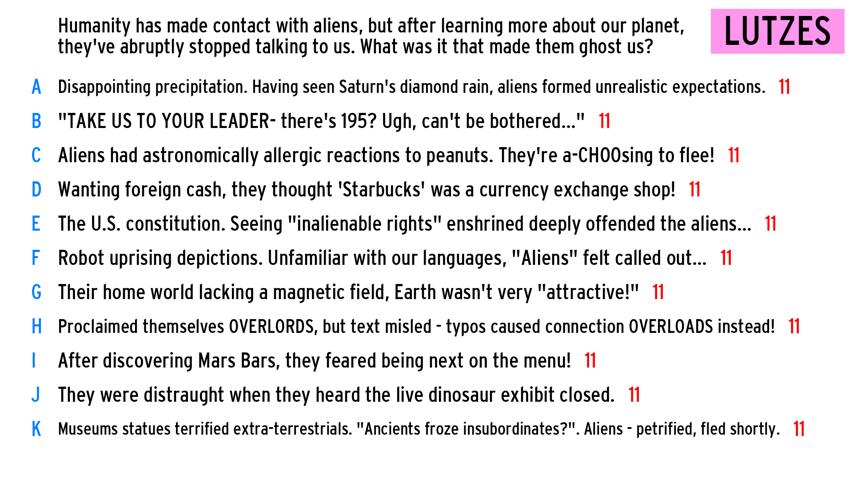 Humanity has made contact with aliens, but after learning more about our planet,
they've abruptly stopped talking to us. What was it that made them ghost us?
LUTZES
A Disappointing precipitation. Having seen Saturn's diamond rain, aliens formed unrealistic expectations. 11
B "TAKE US TO YOUR LEADER- there's 195? Ugh, can't be bothered..." 11
C Aliens had astronomically allergic reactions to peanuts. They're a-CHOOsing to flee! 11
D Wanting foreign cash, they thought 'Starbucks' was a currency exchange shop! 11
E The U.S. constitution. Seeing "inalienable rights" enshrined deeply offended the aliens... 11
F Robot uprising depictions. Unfamiliar with our languages, "Aliens" felt called out... 11
G Their home world lacking a magnetic field, Earth wasn't very "attractive!" 11
H Proclaimed themselves OVERLORDS, but text misled - typos caused connection OVERLOADS instead! 11
I After discovering Mars Bars, they feared being next on the menu! 11
J They were distraught when they heard the live dinosaur exhibit closed. 11
K Museums statues terrified extra-terrestrials. "Ancients froze insubordinates?". Aliens - petrified, fled shortly. 11